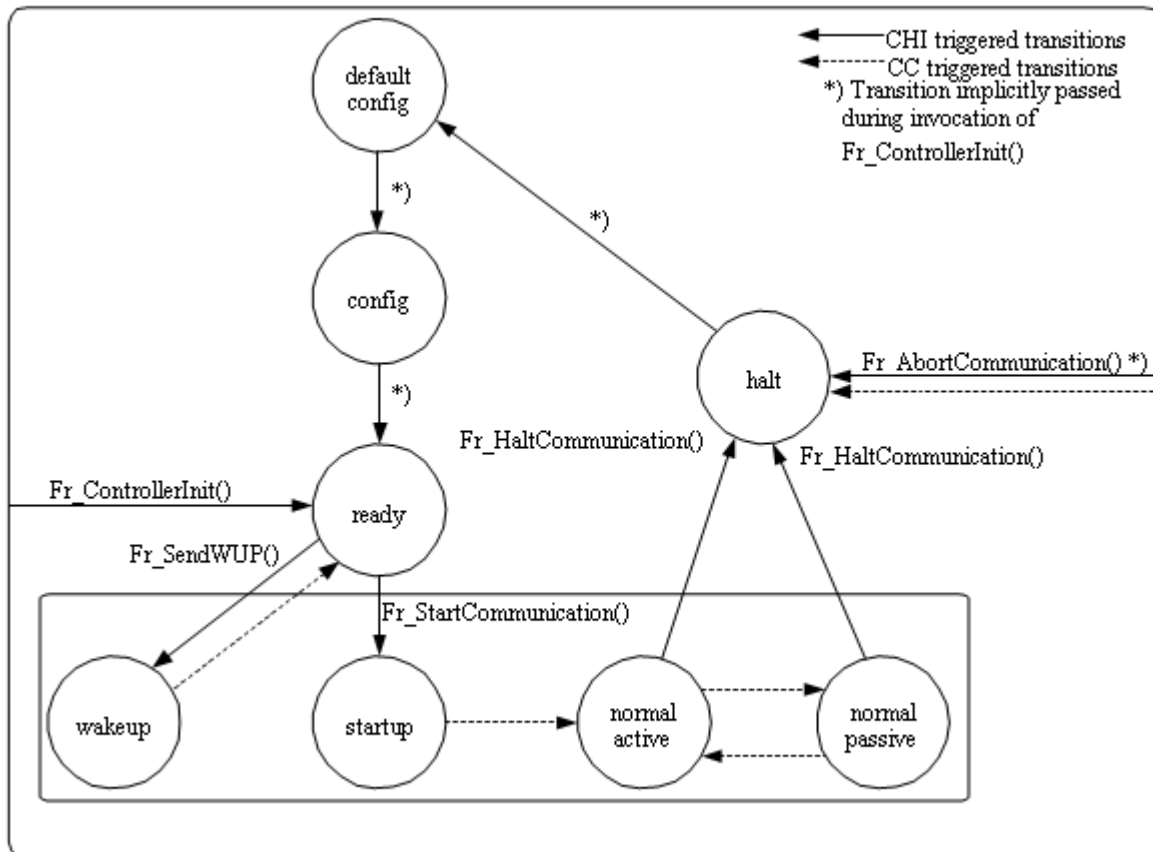 CHI triggered transitions
CC triggered transitions
*) Transition implicitly passed
during invocation of
Fr_ControllerInit()
default
config
*)
*)
config
*)
halt
Fr_AbortCommunication() *)
Fr_HaltCommunication()
Fr_HaltCommunication()
Fr_ControllerInit()
ready
Fr_SendWUP()
Fr_StartCommunication()
wakeup
startup
normal
active
normal
passive